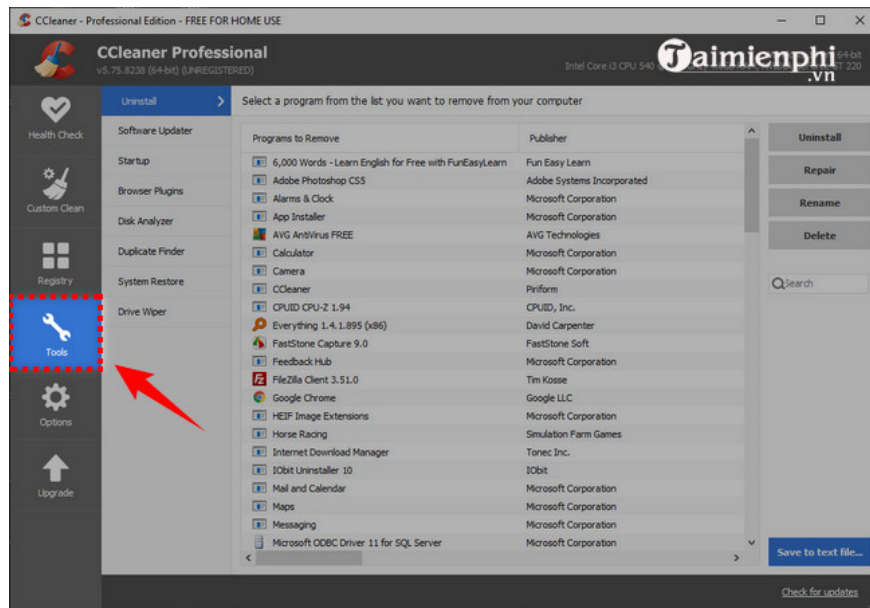 CCleaner - Professional Edition - FREE FOR HOME USE
CCleaner Professional
v5.75.8238 (64-bit) (UNREGISTERED)
Intel Core i3 CPU 540
64-bit
GT 220
Taimienphi
.vn
Health Check
Custom Clean
Registry
Tools
Options
Upgrade
Uninstall
Software Updater
Startup
Browser Plugins
Disk Analyzer
Duplicate Finder
System Restore
Drive Wiper
Select a program from the list you want to remove from your computer
Programs to Remove Publisher
6,000 Words - Learn English for Free with FunEasyLearn Fun Easy Learn
Adobe Photoshop CS5 Adobe Systems Incorporated
Alarms & Clock Microsoft Corporation
App Installer Microsoft Corporation
AVG AntiVirus FREE AVG Technologies
Calculator Microsoft Corporation
Camera Microsoft Corporation
CCleaner Piriform
CPUID CPU-Z 1.94 CPUID, Inc.
Everything 1.4.1.895 (x86) David Carpenter
FastStone Capture 9.0 FastStone Soft
Feedback Hub Microsoft Corporation
FileZilla Client 3.51.0 Tim Kosse
Google Chrome Google LLC
HEIF Image Extensions Microsoft Corporation
Horse Racing Simulation Farm Games
Internet Download Manager Tonec Inc.
IObit Uninstaller 10 IObit
Mail and Calendar Microsoft Corporation
Maps Microsoft Corporation
Messaging Microsoft Corporation
Microsoft ODBC Driver 11 for SQL Server Microsoft Corporation
Uninstall
Repair
Rename
Delete
Search
Save to text file...
Check for updates